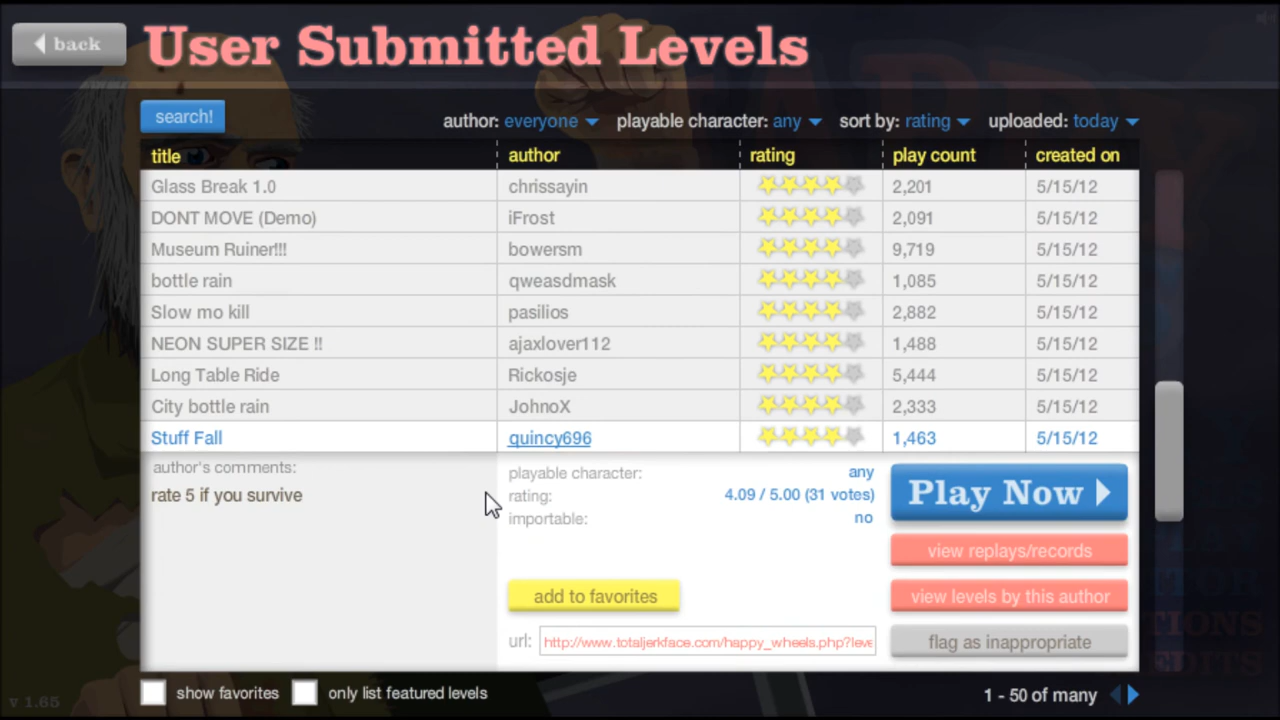 back
User Submitted Levels
search!
author: everyone playable character: any sort by: rating uploaded: today
title author rating play count created on
Glass Break 1.0 chrissayin 2,201 5/15/12
DONT MOVE (Demo) iFrost 2,091 5/15/12
Museum Ruiner!!! bowersm 9,719 5/15/12
bottle rain qweasdmask 1,085 5/15/12
Slow mo kill pasilios 2,882 5/15/12
NEON SUPER SIZE !! ajaxlover112 1,488 5/15/12
Long Table Ride Rickosje 5,444 5/15/12
City bottle rain JohnoX 2,333 5/15/12
Stuff Fall quincy696 1,463 5/15/12
author's comments:
rate 5 if you survive
playable character: any
rating: 4.09 / 5.00 (31 votes)
importable: no
Play Now
view replays/records
add to favorites
view levels by this author
url: http://www.totaljerkface.com/happy_wheels.php?leve
flag as inappropriate
show favorites only list featured levels
1 - 50 of many
v 1.65